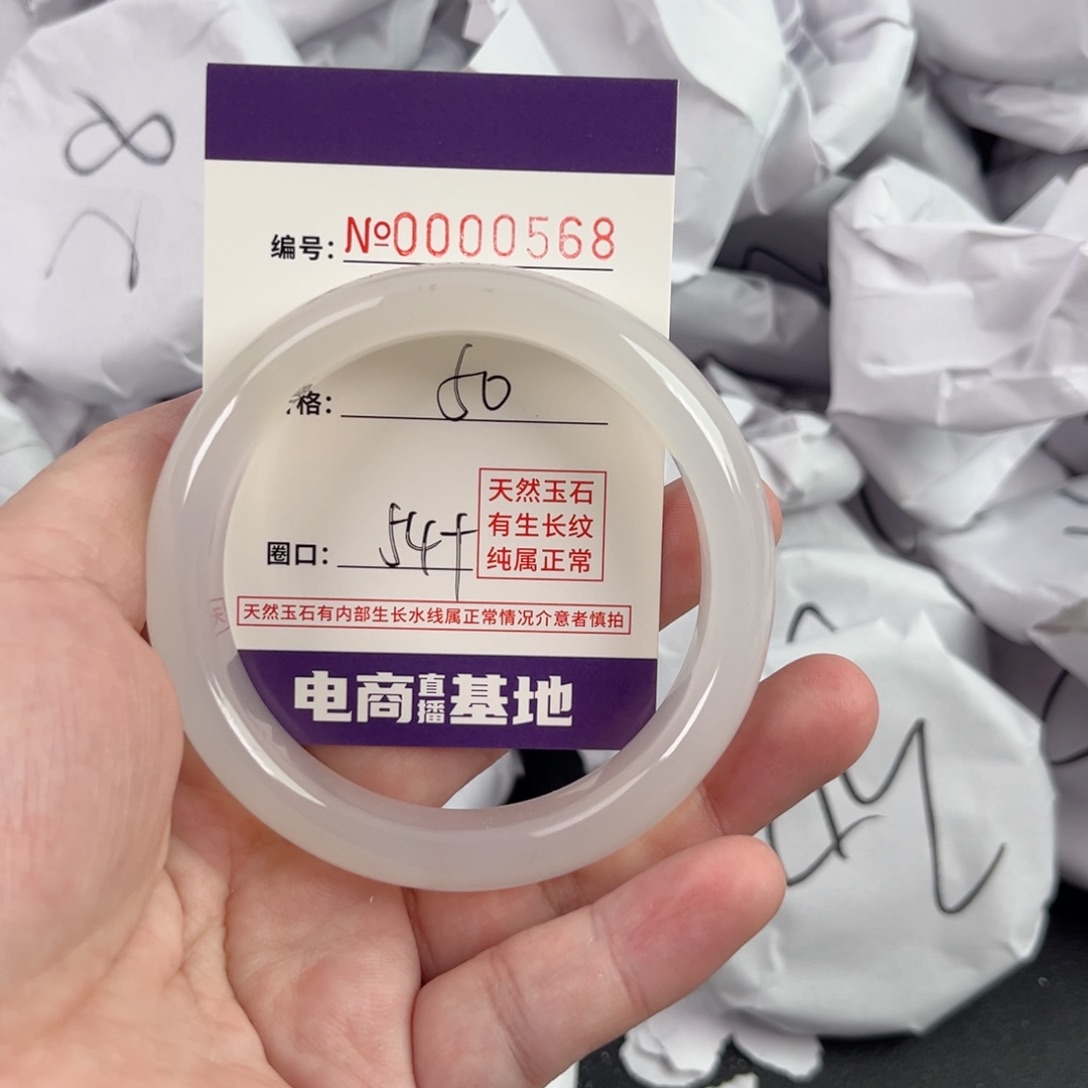 编号: №0000568
格: 50
天然玉石
有生长纹
纯属正常
圈口: 54+
天然玉石有内部生长水线属正常情况介意者慎拍
电商直播基地